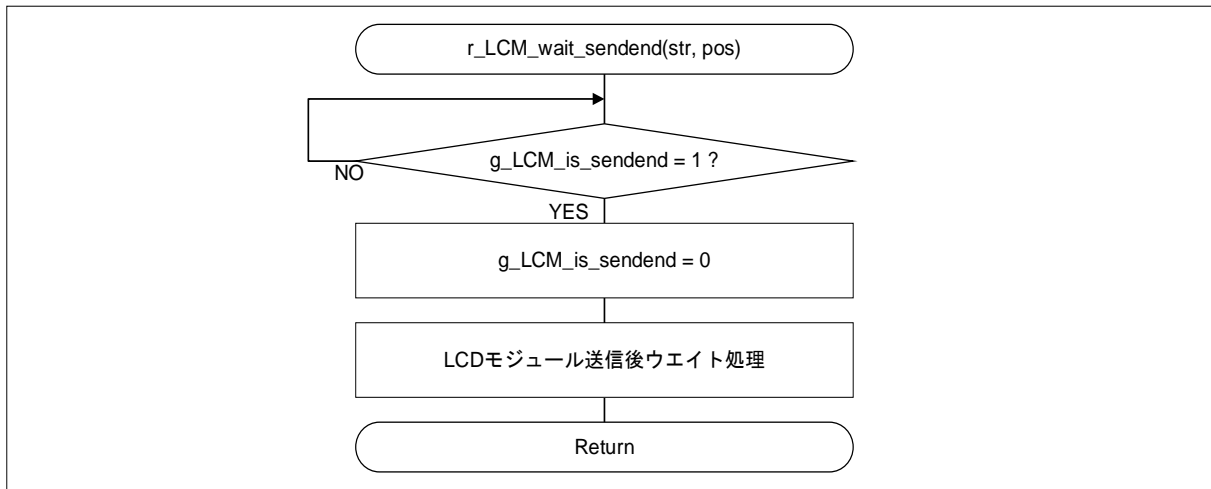 r_LCM_wait_sendend(str, pos)
g_LCM_is_sendend = 1 ?
NO
YES
g_LCM_is_sendend = 0
LCDモジュール送信後ウエイト処理
Return